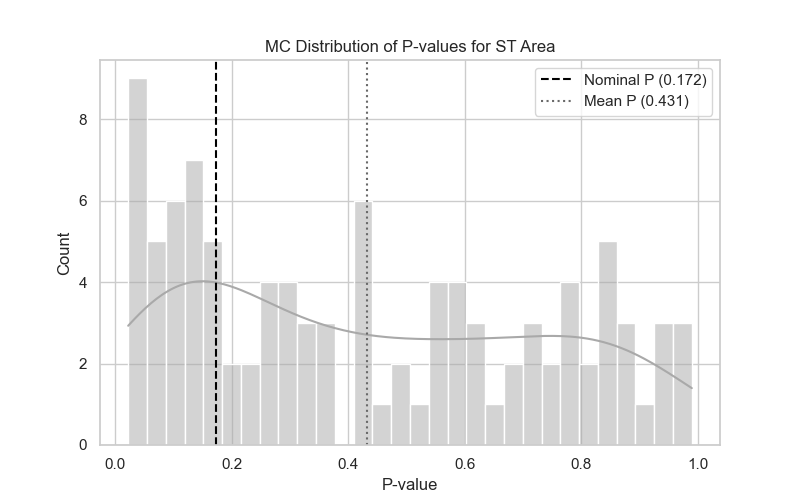 MC Distribution of P-values for ST Area
Nominal P (0.172)
Mean P (0.431)
Count
8
6
4
2
0
0.0 0.2 0.4 0.6 0.8 1.0
P-value